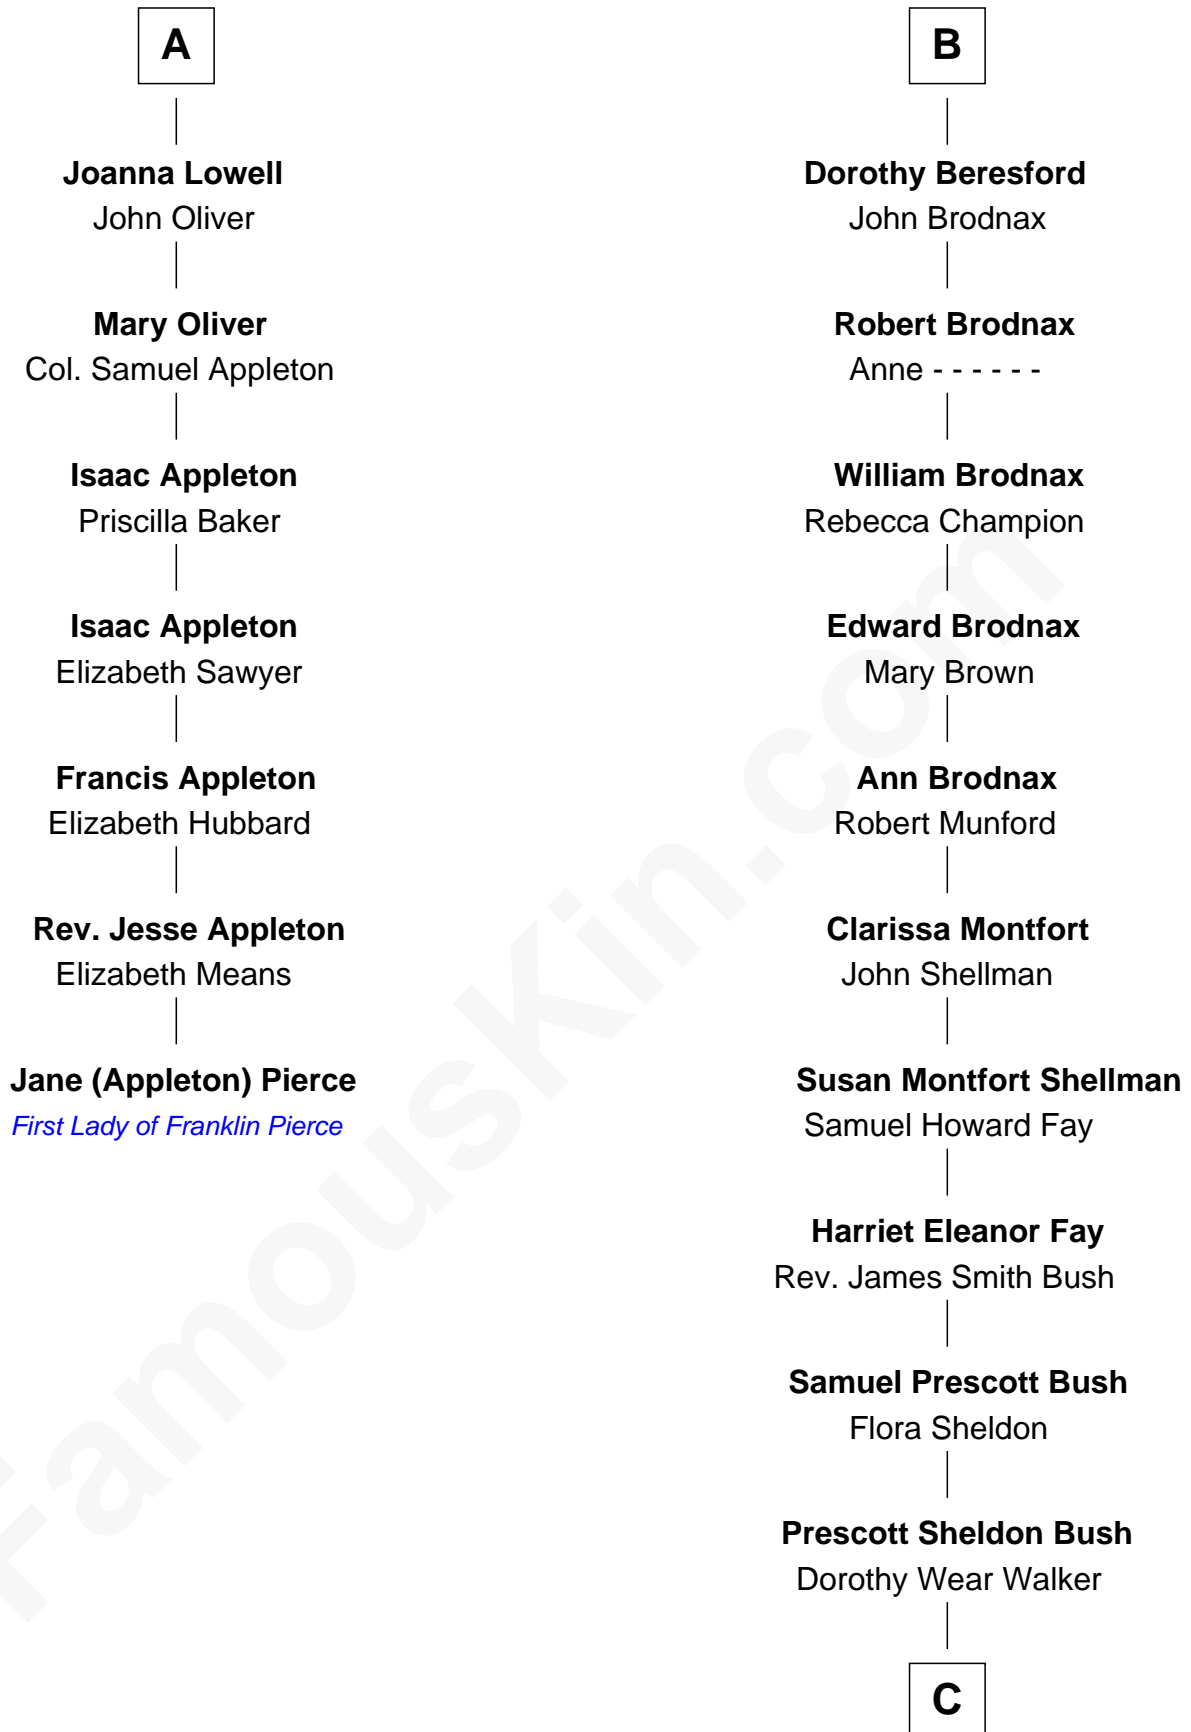 A
Joanna Lowell
John Oliver
Mary Oliver
Col. Samuel Appleton
Isaac Appleton
Priscilla Baker
Isaac Appleton
Elizabeth Sawyer
Francis Appleton
Elizabeth Hubbard
Rev. Jesse Appleton
Elizabeth Means
Jane (Appleton) Pierce
First Lady of Franklin Pierce
B
Dorothy Beresford
John Brodnax
Robert Brodnax
Anne - - - - - -
William Brodnax
Rebecca Champion
Edward Brodnax
Mary Brown
Ann Brodnax
Robert Munford
Clarissa Montfort
John Shellman
Susan Montfort Shellman
Samuel Howard Fay
Harriet Eleanor Fay
Rev. James Smith Bush
Samuel Prescott Bush
Flora Sheldon
Prescott Sheldon Bush
Dorothy Wear Walker
C
FamousKin.com